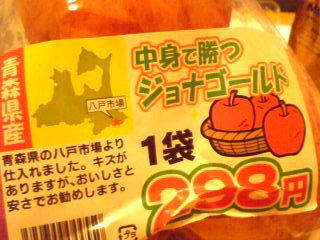 青森県産
八戸市場
中身で勝つ
ジョナゴールド
青森県の八戸市場より
仕入れました。キズが
ありますが、おいしさと
安さでお勧めします。
1袋
298円